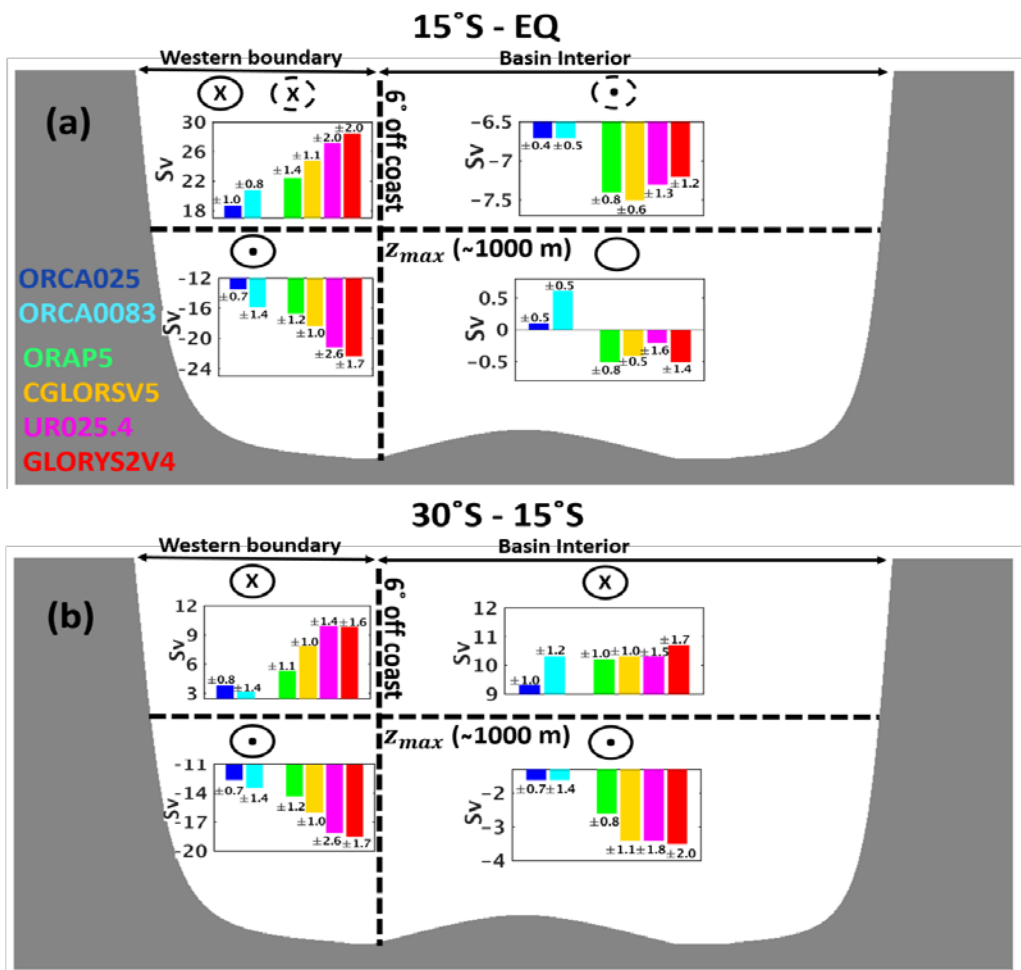 15°S - EQ
Western boundary
Basin Interior
(a)
X
X
6° off coast
30
26
22
18
Sv
±1.0
±0.8
±1.4
±1.1
±2.0
±2.0
-6.5
-7
-7.5
Sv
±0.4
±0.5
±0.8
±0.6
±1.3
±1.2
z_max (~1000 m)
-12
-16
-20
-24
Sv
±0.7
±1.4
±1.2
±1.0
±2.6
±1.7
0.5
0
-0.5
Sv
±0.5
±0.5
±0.8
±0.5
±1.6
±1.4
ORCA025
ORCA0083
ORAP5
CGLORSV5
UR025.4
GLORYS2V4
30°S - 15°S
Western boundary
Basin Interior
(b)
X
X
6° off coast
12
9
6
3
Sv
±0.8
±1.4
±1.1
±1.0
±1.4
±1.6
12
11
10
9
Sv
±1.0
±1.2
±1.0
±1.0
±1.5
±1.7
z_max (~1000 m)
-11
-14
-17
-20
Sv
±0.7
±1.4
±1.2
±1.0
±2.6
±1.7
-2
-3
-4
Sv
±0.7
±1.4
±0.8
±1.1
±1.8
±2.0